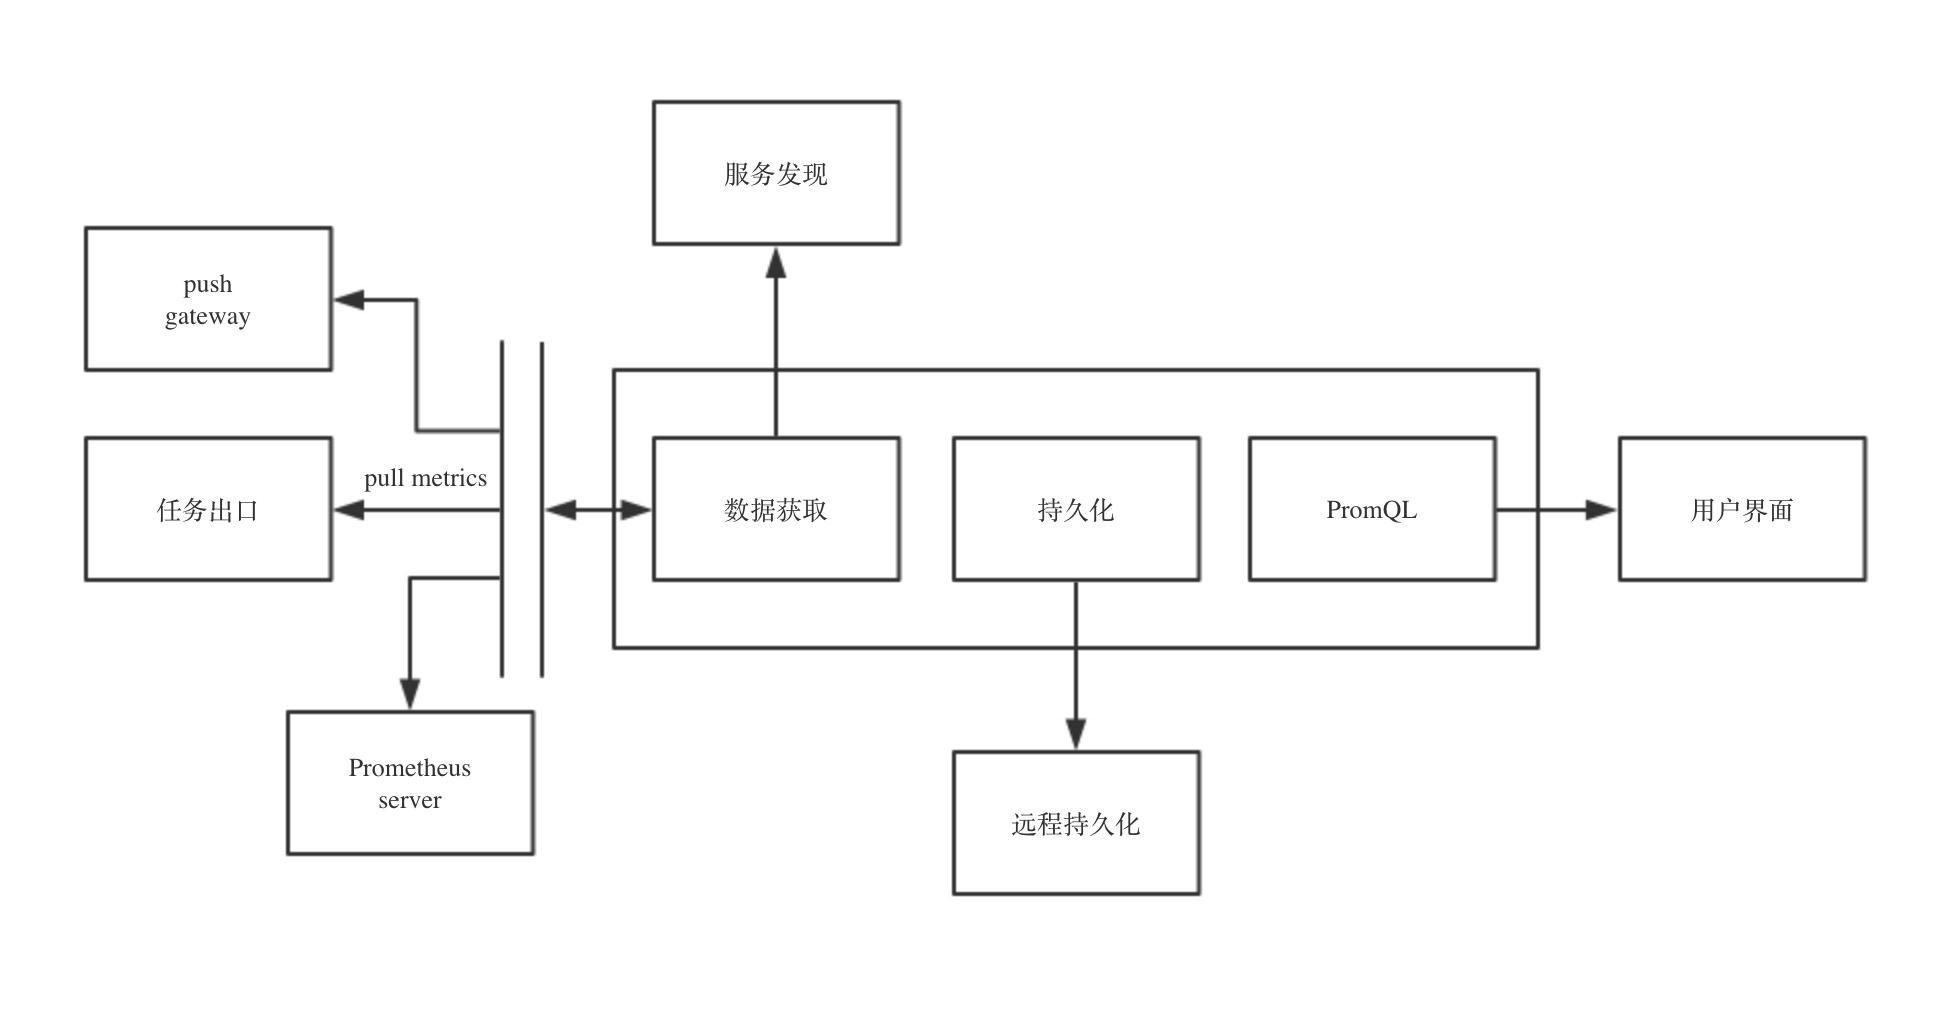 服务发现
push
gateway
pull metrics
任务出口
数据获取
持久化
PromQL
用户界面
Prometheus
server
远程持久化